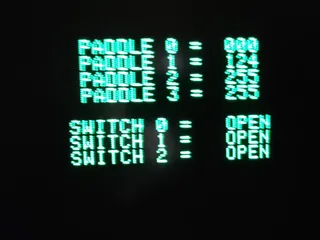 PADDLE 0 = 000
PADDLE 1 = 124
PADDLE 2 = 255
PADDLE 3 = 255
SWITCH 0 = OPEN
SWITCH 1 = OPEN
SWITCH 2 = OPEN